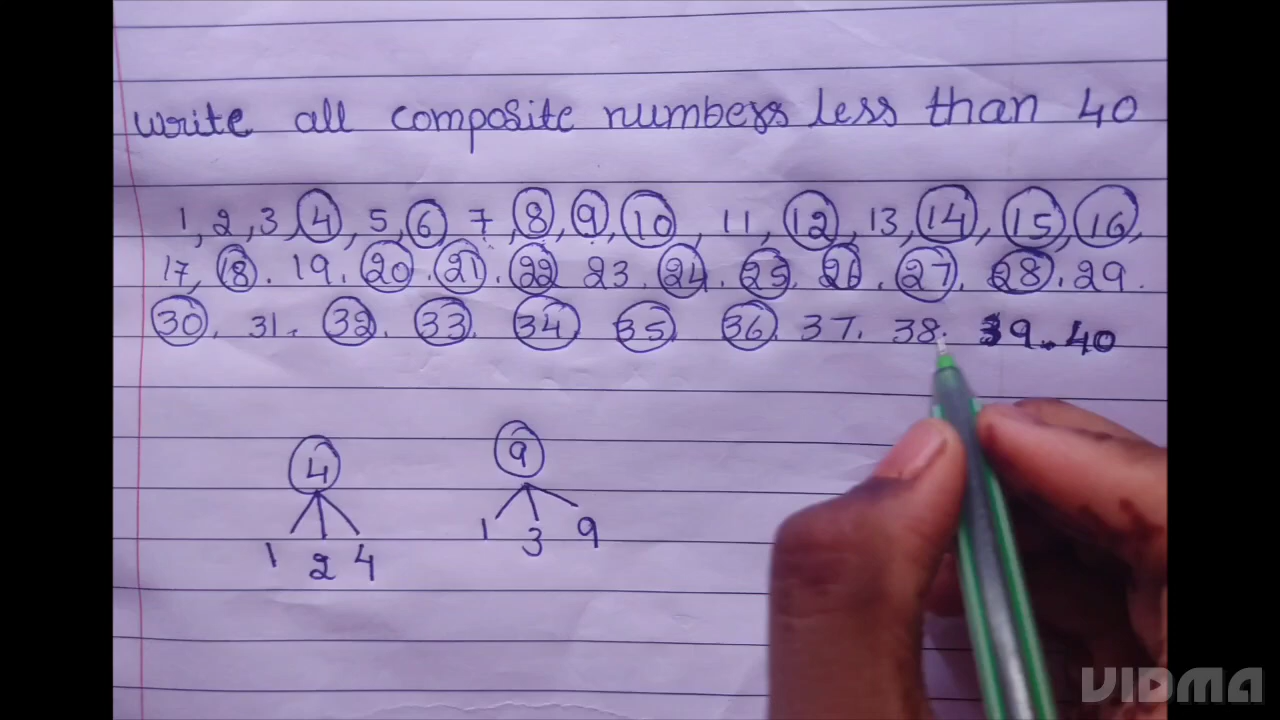 write all composite numbers less than 40
1, 2, 3, 4, 5, 6, 7, 8, 9, 10, 11, 12, 13, 14, 15, 16,
17, 18. 19. 20. 21. 22 23. 24. 25. 26. 27. 28. 29.
30. 31. 32. 33. 34 35 36. 37. 38. 39. 40
4 9
1 2 4 1 3 9
VIDMA